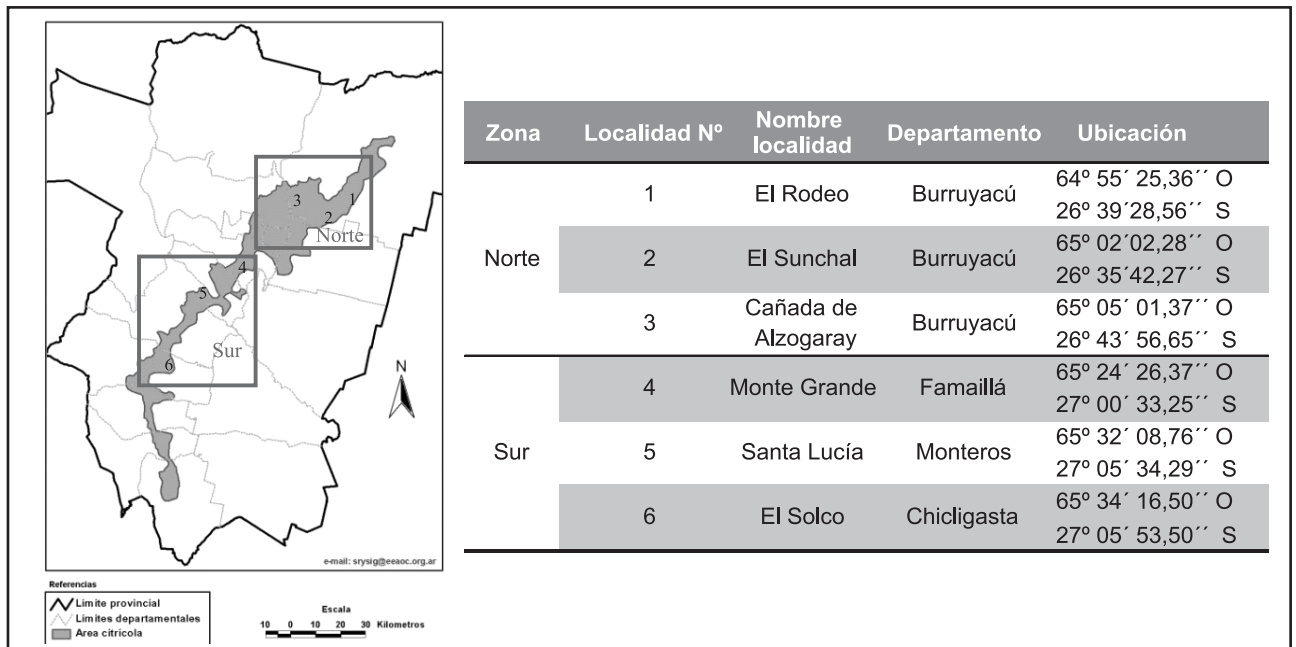 3
1
2
Norte
4
5
Sur
6
N
e-mail: srysig@eeaoc.org.ar
Referencias
Limite provincial
Limites departamentales
Area citricola
Escala
10 0 10 20 30 Kilometros
Zona Localidad Nº Nombre localidad Departamento Ubicación
Norte
1 El Rodeo Burruyacú 64º 55´ 25,36´´ O
26º 39´28,56´´ S
2 El Sunchal Burruyacú 65º 02´02,28´´ O
26º 35´42,27´´ S
3 Cañada de Alzogaray Burruyacú 65º 05´ 01,37´´ O
26º 43´ 56,65´´ S
Sur
4 Monte Grande Famaillá 65º 24´ 26,37´´ O
27º 00´ 33,25´´ S
5 Santa Lucía Monteros 65º 32´ 08,76´´ O
27º 05´ 34,29´´ S
6 El Solco Chicligasta 65º 34´ 16,50´´ O
27º 05´ 53,50´´ S